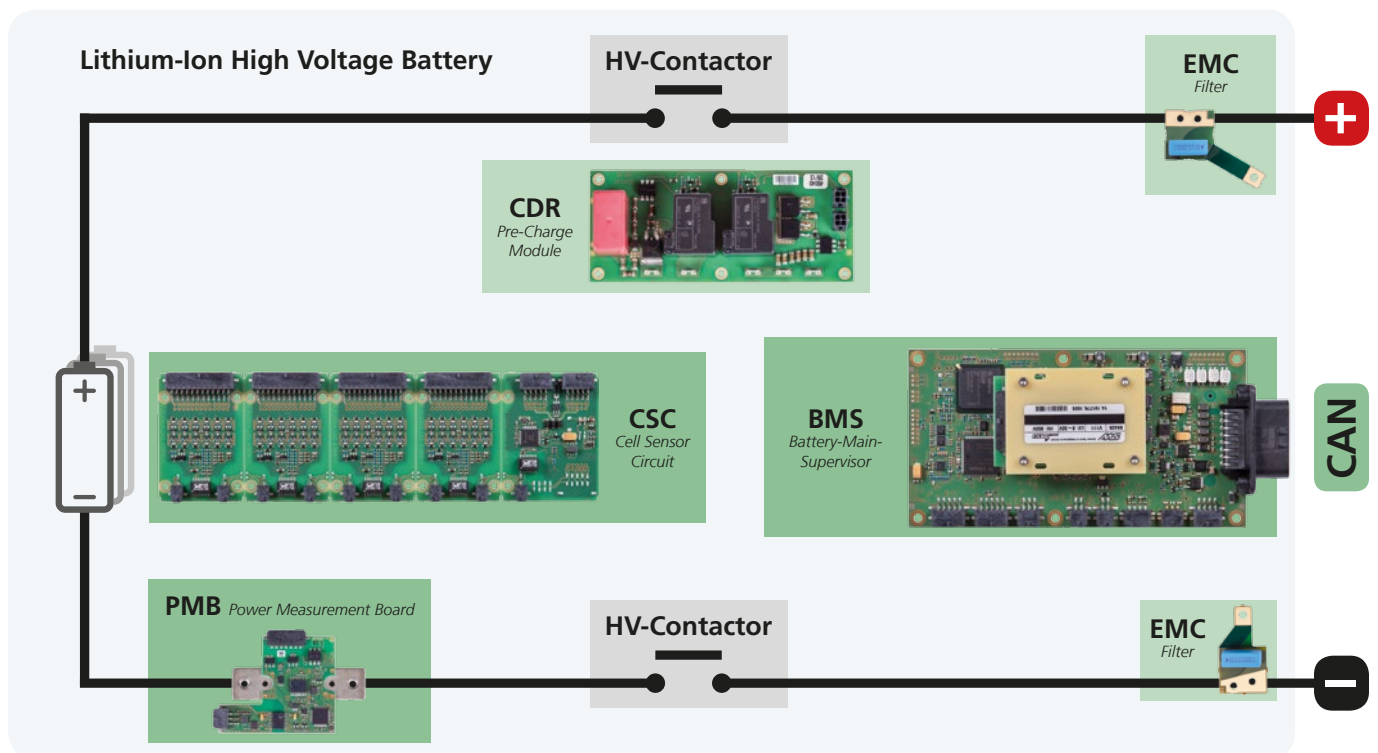 Lithium-Ion High Voltage Battery
HV-Contactor
EMC
Filter
+
CDR
Pre-Charge
Module
+
−
CSC
Cell Sensor
Circuit
BMS
Battery-Main-
Supervisor
CAN
PMB Power Measurement Board
HV-Contactor
EMC
Filter
−